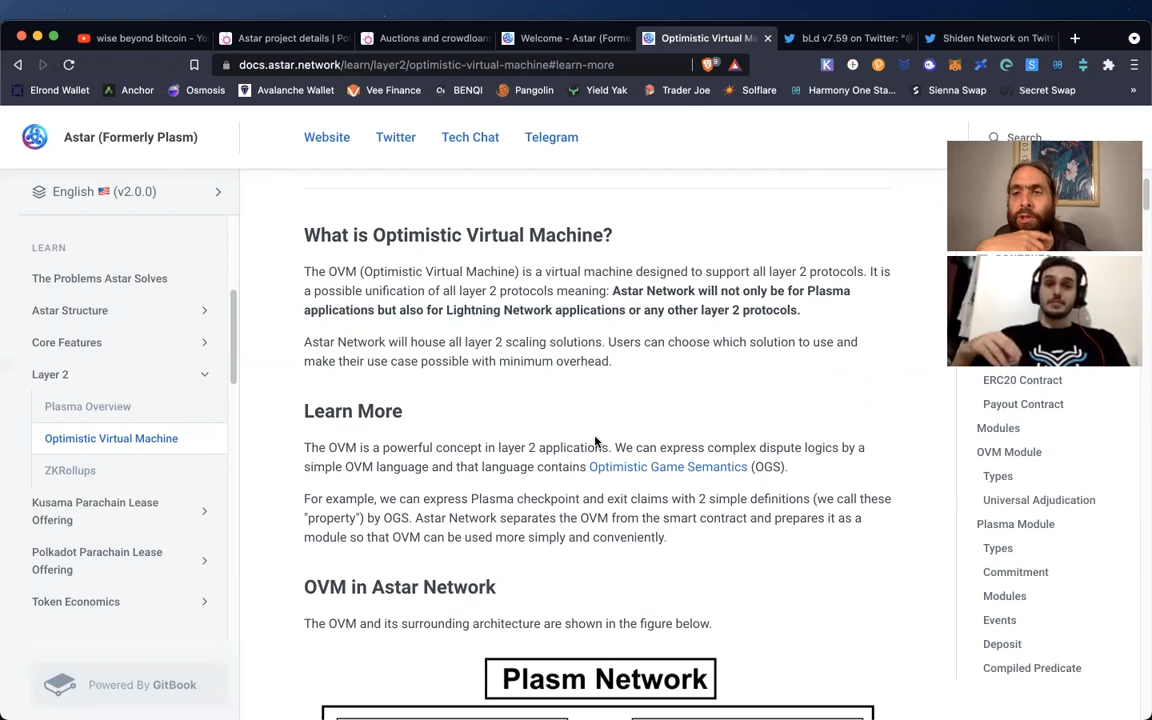 wise beyond bitcoin - Yo
Astar project details | Po
Auctions and crowdloan
Welcome - Astar (Forme
Optimistic Virtual Ma
bLd v7.59 on Twitter: "@
Shiden Network on Twitt
docs.astar.network/learn/layer2/optimistic-virtual-machine#learn-more
Elrond Wallet
Anchor
Osmosis
Avalanche Wallet
Vee Finance
BENQI
Pangolin
Yield Yak
Trader Joe
Solflare
Harmony One Sta...
Sienna Swap
Secret Swap
Astar (Formerly Plasm)
Website
Twitter
Tech Chat
Telegram
Search
English 🇺🇸 (v2.0.0)
LEARN
The Problems Astar Solves
Astar Structure
Core Features
Layer 2
Plasma Overview
Optimistic Virtual Machine
ZKRollups
Kusama Parachain Lease
Offering
Polkadot Parachain Lease
Offering
Token Economics
Powered By GitBook
What is Optimistic Virtual Machine?
The OVM (Optimistic Virtual Machine) is a virtual machine designed to support all layer 2 protocols. It is
a possible unification of all layer 2 protocols meaning: Astar Network will not only be for Plasma
applications but also for Lightning Network applications or any other layer 2 protocols.
Astar Network will house all layer 2 scaling solutions. Users can choose which solution to use and
make their use case possible with minimum overhead.
Learn More
The OVM is a powerful concept in layer 2 applications. We can express complex dispute logics by a
simple OVM language and that language contains Optimistic Game Semantics (OGS).
For example, we can express Plasma checkpoint and exit claims with 2 simple definitions (we call these
"property") by OGS. Astar Network separates the OVM from the smart contract and prepares it as a
module so that OVM can be used more simply and conveniently.
OVM in Astar Network
The OVM and its surrounding architecture are shown in the figure below.
Plasm Network
ERC20 Contract
Payout Contract
Modules
OVM Module
Types
Universal Adjudication
Plasma Module
Types
Commitment
Modules
Events
Deposit
Compiled Predicate